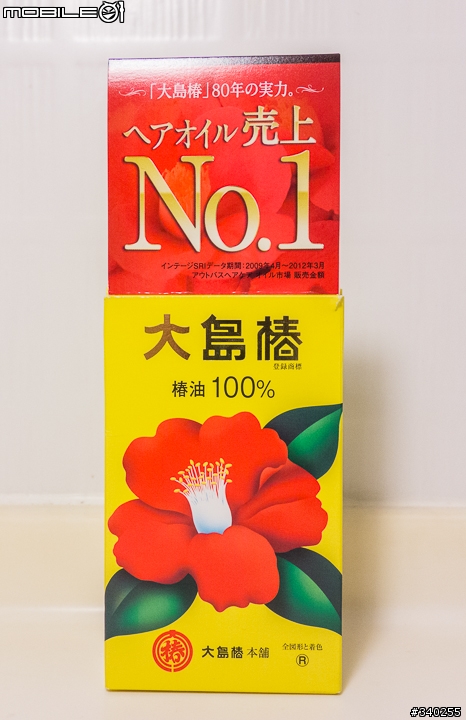 MOBILE01
「大島椿」80年の実力。
ヘアオイル 売上
No.1
インテージSRIデータ期間:2009年4月~2012年3月
アウトバスヘアケアオイル市場 販売金額
大島椿
登録商標
椿油100%
椿 大島椿本舗
全国形と着色
®
#340255